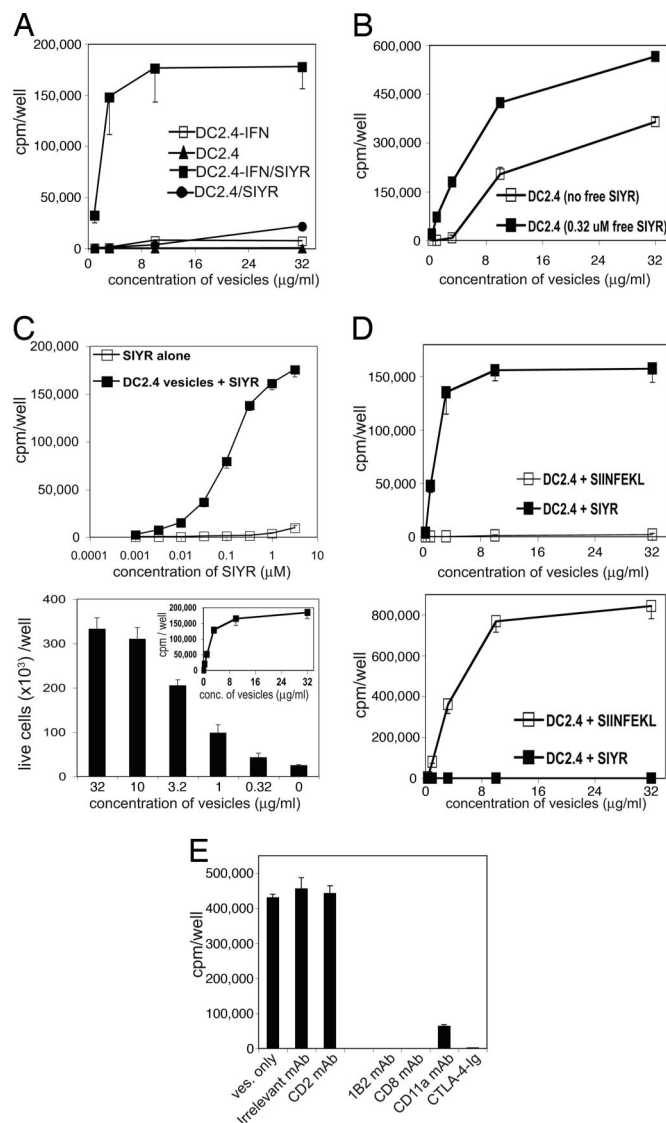 A
cpm/well
200,000
150,000
100,000
50,000
0
0 8 16 24 32
concentration of vesicles (µg/ml)
DC2.4-IFN
DC2.4
DC2.4-IFN/SIYR
DC2.4/SIYR
B
cpm/well
600,000
450,000
300,000
150,000
0
0 8 16 24 32
concentration of vesicles (µg/ml)
DC2.4 (no free SIYR)
DC2.4 (0.32 uM free SIYR)
C
cpm/well
200,000
150,000
100,000
50,000
0
0.0001 0.001 0.01 0.1 1 10
concentration of SIYR (µM)
SIYR alone
DC2.4 vesicles + SIYR
live cells (x10³) /well
400
300
200
100
0
32 10 3.2 1 0.32 0
concentration of vesicles (µg/ml)
cpm / well
200,000
150,000
100,000
50,000
0
0 8 16 24 32
conc. of vesicles (µg/ml)
D
cpm/well
200,000
150,000
100,000
50,000
0
0 8 16 24 32
concentration of vesicles (µg/ml)
DC2.4 + SIINFEKL
DC2.4 + SIYR
cpm/well
800,000
600,000
400,000
200,000
0
0 8 16 24 32
concentration of vesicles (µg/ml)
DC2.4 + SIINFEKL
DC2.4 + SIYR
E
cpm/well
500,000
400,000
300,000
200,000
100,000
0
ves. only
Irrelevant mAb
CD2 mAb
1B2 mAb
CD8 mAb
CD11a mAb
CTLA-4-Ig